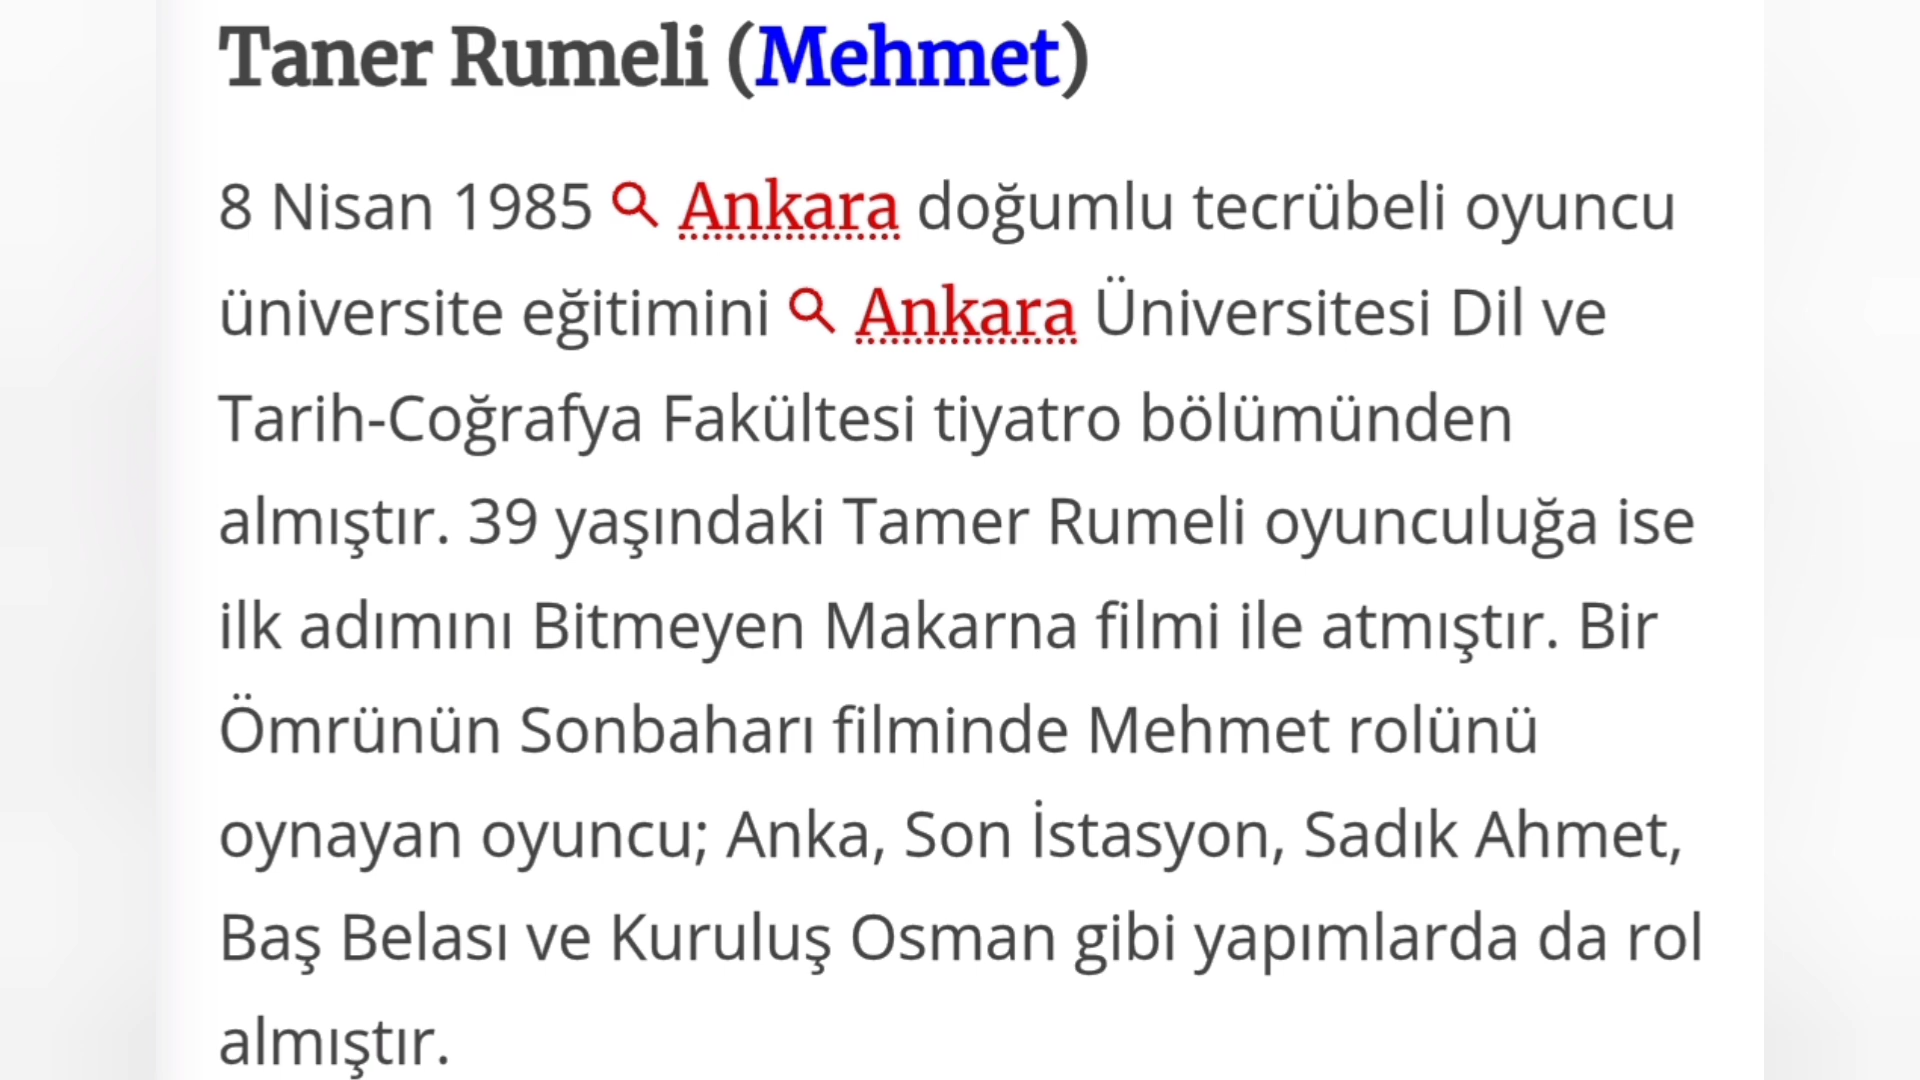 Taner Rumeli (Mehmet)
8 Nisan 1985 Ankara doğumlu tecrübeli oyuncu
üniversite eğitimini Ankara Üniversitesi Dil ve
Tarih-Coğrafya Fakültesi tiyatro bölümünden
almıştır. 39 yaşındaki Tamer Rumeli oyunculuğa ise
ilk adımını Bitmeyen Makarna filmi ile atmıştır. Bir
Ömrünün Sonbaharı filminde Mehmet rolünü
oynayan oyuncu; Anka, Son İstasyon, Sadık Ahmet,
Baş Belası ve Kuruluş Osman gibi yapımlarda da rol
almıştır.